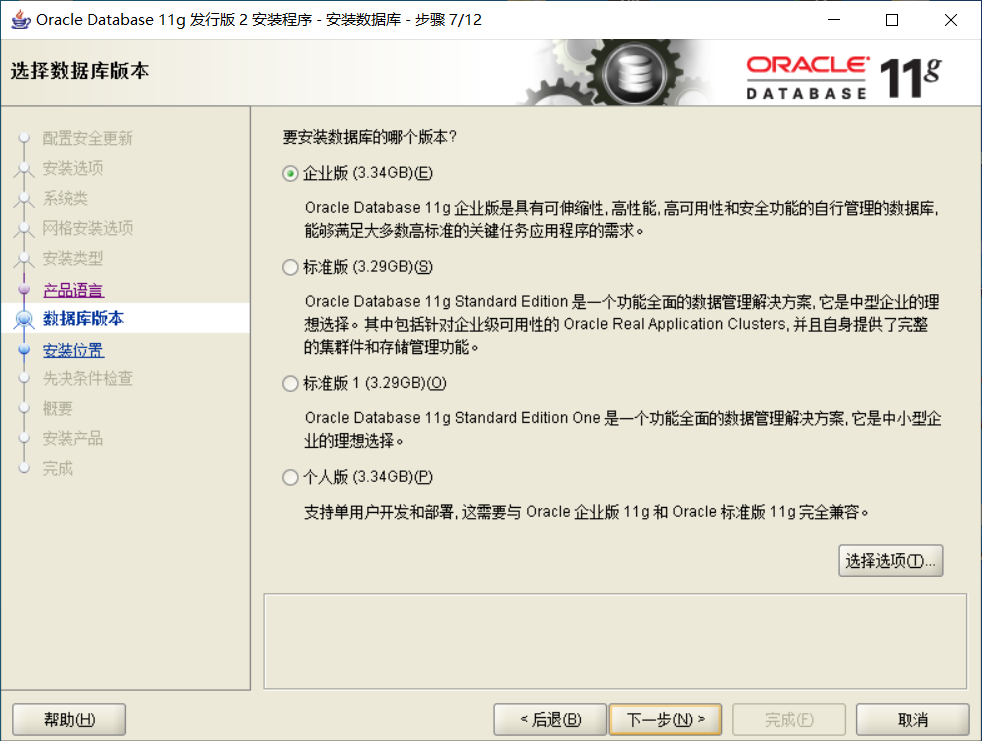 Oracle Database 11g 发行版 2 安装程序 - 安装数据库 - 步骤 7/12
选择数据库版本
ORACLE
DATABASE
11g
配置安全更新
安装选项
系统类
网格安装选项
安装类型
产品语言
数据库版本
安装位置
先决条件检查
概要
安装产品
完成
要安装数据库的哪个版本?
企业版 (3.34GB)(E)
Oracle Database 11g 企业版是具有可伸缩性, 高性能, 高可用性和安全功能的自行管理的数据库,
能够满足大多数高标准的关键任务应用程序的需求。
标准版 (3.29GB)(S)
Oracle Database 11g Standard Edition 是一个功能全面的数据管理解决方案, 它是中型企业的理
想选择。其中包括针对企业级可用性的 Oracle Real Application Clusters, 并且自身提供了完整
的集群件和存储管理功能。
标准版 1 (3.29GB)(O)
Oracle Database 11g Standard Edition One 是一个功能全面的数据管理解决方案, 它是中小型企
业的理想选择。
个人版 (3.34GB)(P)
支持单用户开发和部署, 这需要与 Oracle 企业版 11g 和 Oracle 标准版 11g 完全兼容。
选择选项(T)...
帮助(H)
< 后退(B)
下一步(N) >
完成(F)
取消